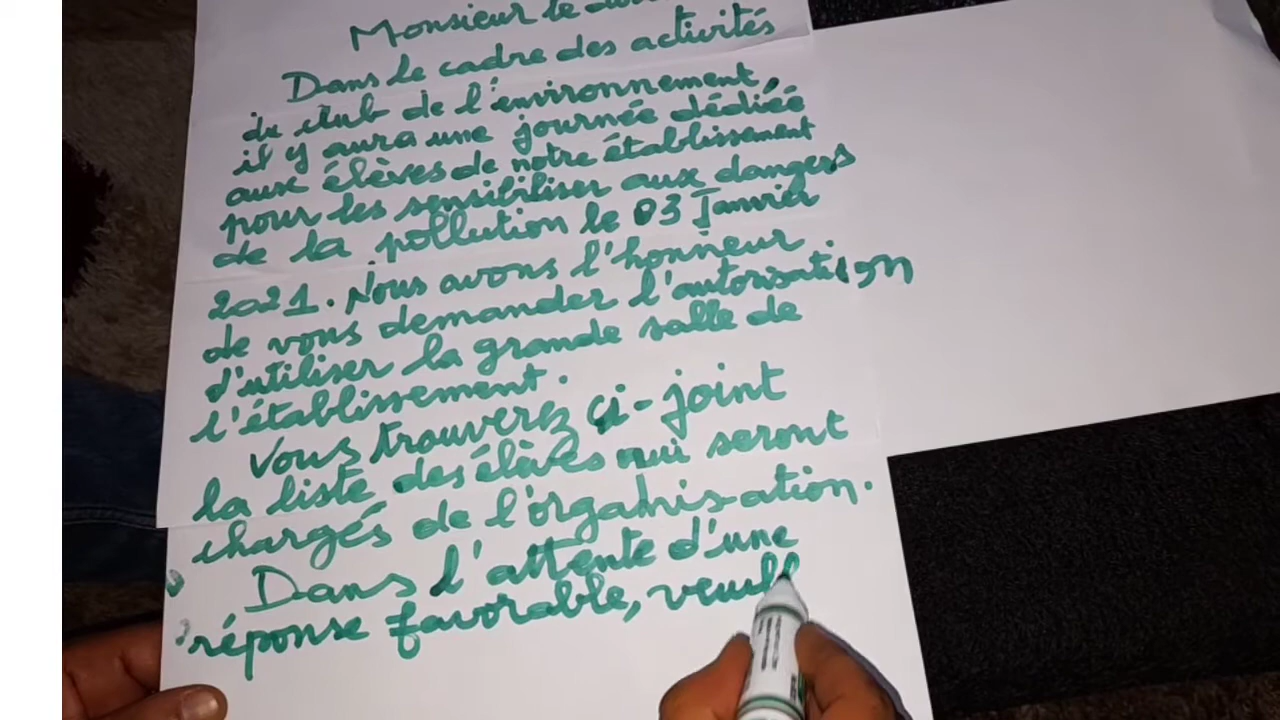 Monsieur le
Dans le cadre des activités
du club de l'environnement,
il y aura une journée dédiée
aux élèves de notre établissement
pour les sensibiliser aux dangers
de la pollution le 03 Janvier
2021. Nous avons l'honneur
de vous demander l'autorisation
d'utiliser la grande salle de
l'établissement.
Vous trouverez ci-joint
la liste des élèves qui seront
chargés de l'organisation.
Dans l'attente d'une
réponse favorable, veuill